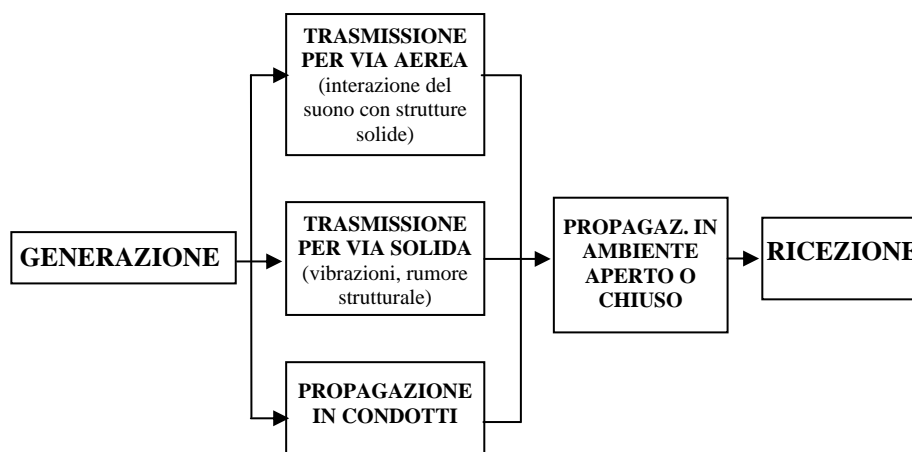 TRASMISSIONE
PER VIA AEREA
(interazione del
suono con strutture
solide)
GENERAZIONE
TRASMISSIONE
PER VIA SOLIDA
(vibrazioni, rumore
strutturale)
PROPAGAZIONE
IN CONDOTTI
PROPAGAZ. IN
AMBIENTE
APERTO O
CHIUSO
RICEZIONE